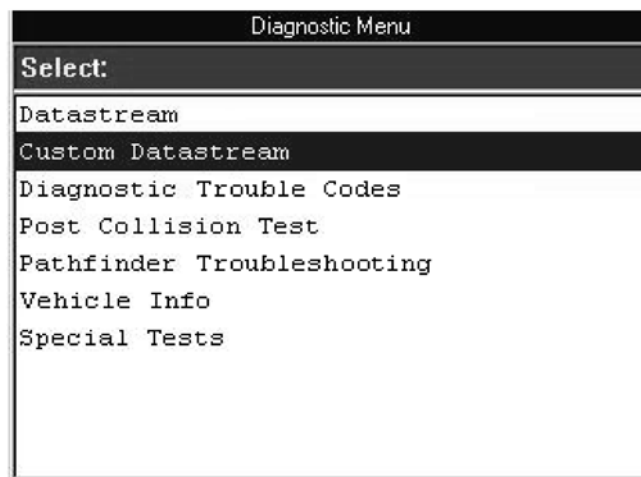 Diagnostic Menu
Select:
Datastream
Custom Datastream
Diagnostic Trouble Codes
Post Collision Test
Pathfinder Troubleshooting
Vehicle Info
Special Tests